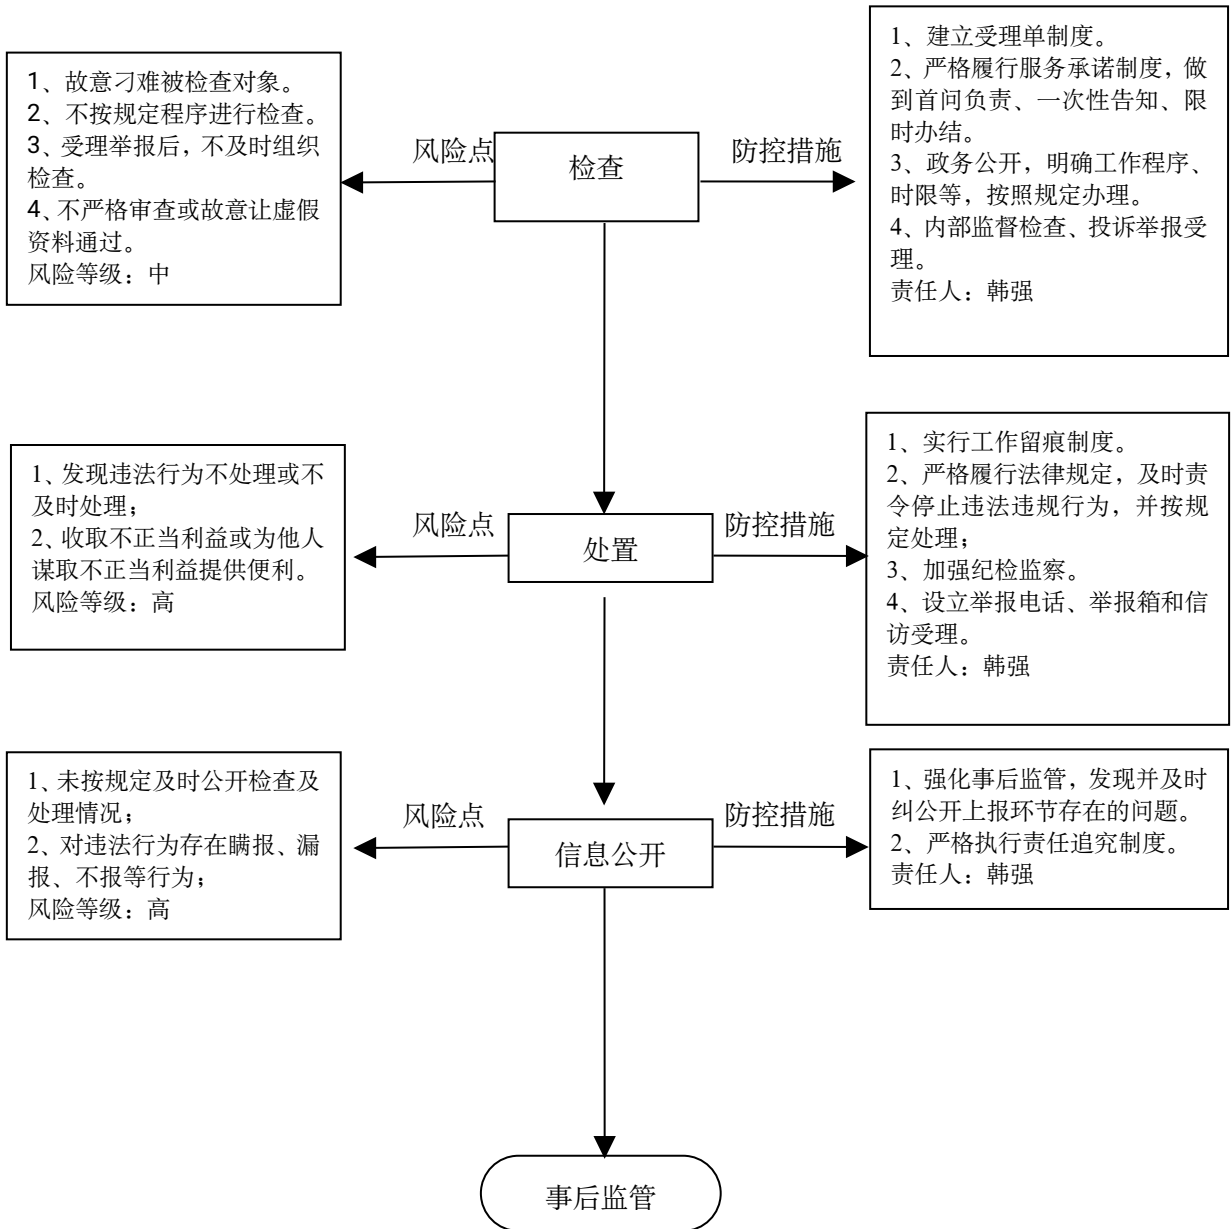 1、故意刁难被检查对象。
2、不按规定程序进行检查。
3、受理举报后，不及时组织
检查。
4、不严格审查或故意让虚假
资料通过。
风险等级：中
风险点
检查
防控措施
1、建立受理单制度。
2、严格履行服务承诺制度，做
到首问负责、一次性告知、限
时办结。
3、政务公开，明确工作程序、
时限等，按照规定办理。
4、内部监督检查、投诉举报受
理。
责任人：韩强
1、发现违法行为不处理或不
及时处理；
2、收取不正当利益或为他人
谋取不正当利益提供便利。
风险等级：高
风险点
处置
防控措施
1、实行工作留痕制度。
2、严格履行法律规定，及时责
令停止违法违规行为，并按规
定处理；
3、加强纪检监察。
4、设立举报电话、举报箱和信
访受理。
责任人：韩强
1、未按规定及时公开检查及
处理情况；
2、对违法行为存在瞒报、漏
报、不报等行为；
风险等级：高
风险点
信息公开
防控措施
1、强化事后监管，发现并及时
纠公开上报环节存在的问题。
2、严格执行责任追究制度。
责任人：韩强
事后监管